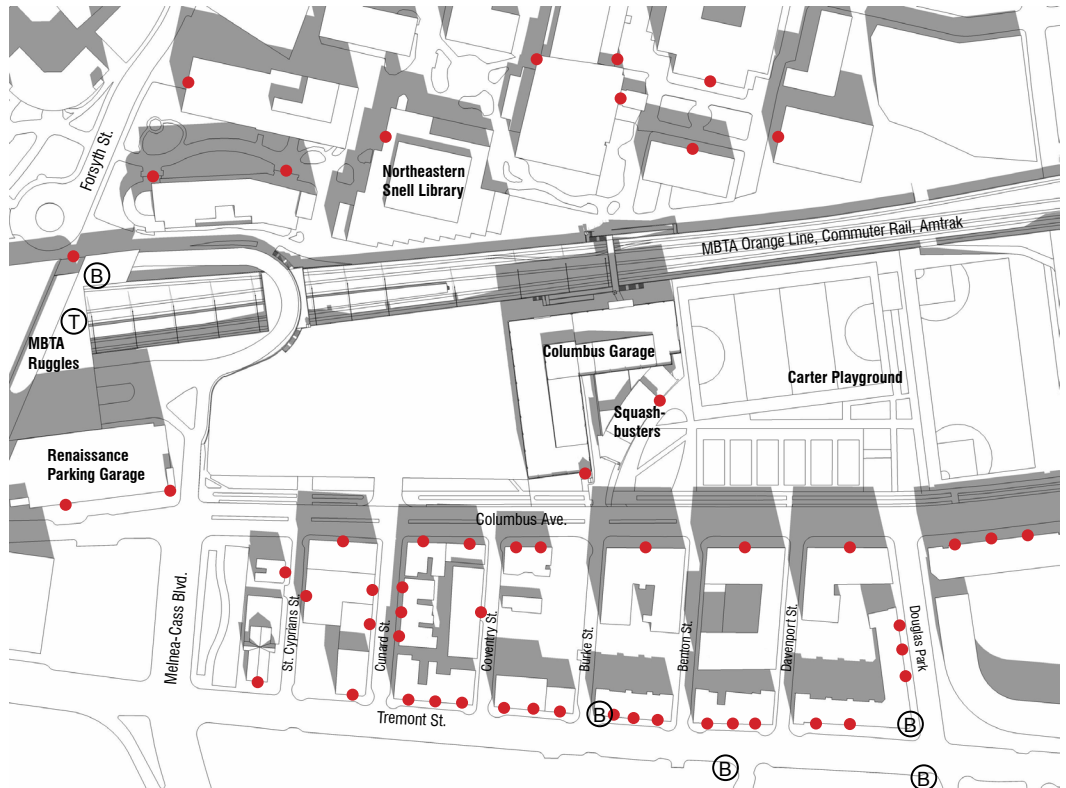 Forsyth St.
Northeastern
Snell Library
MBTA Orange Line, Commuter Rail, Amtrak
B
T
MBTA
Ruggles
Columbus Garage
Carter Playground
Squash-
busters
Renaissance
Parking Garage
Columbus Ave.
Melnea-Cass Blvd.
St. Cyprians St.
Cunard St.
Coventry St.
Burke St.
Benton St.
Davenport St.
Douglas Park
Tremont St.
B
B
B
B